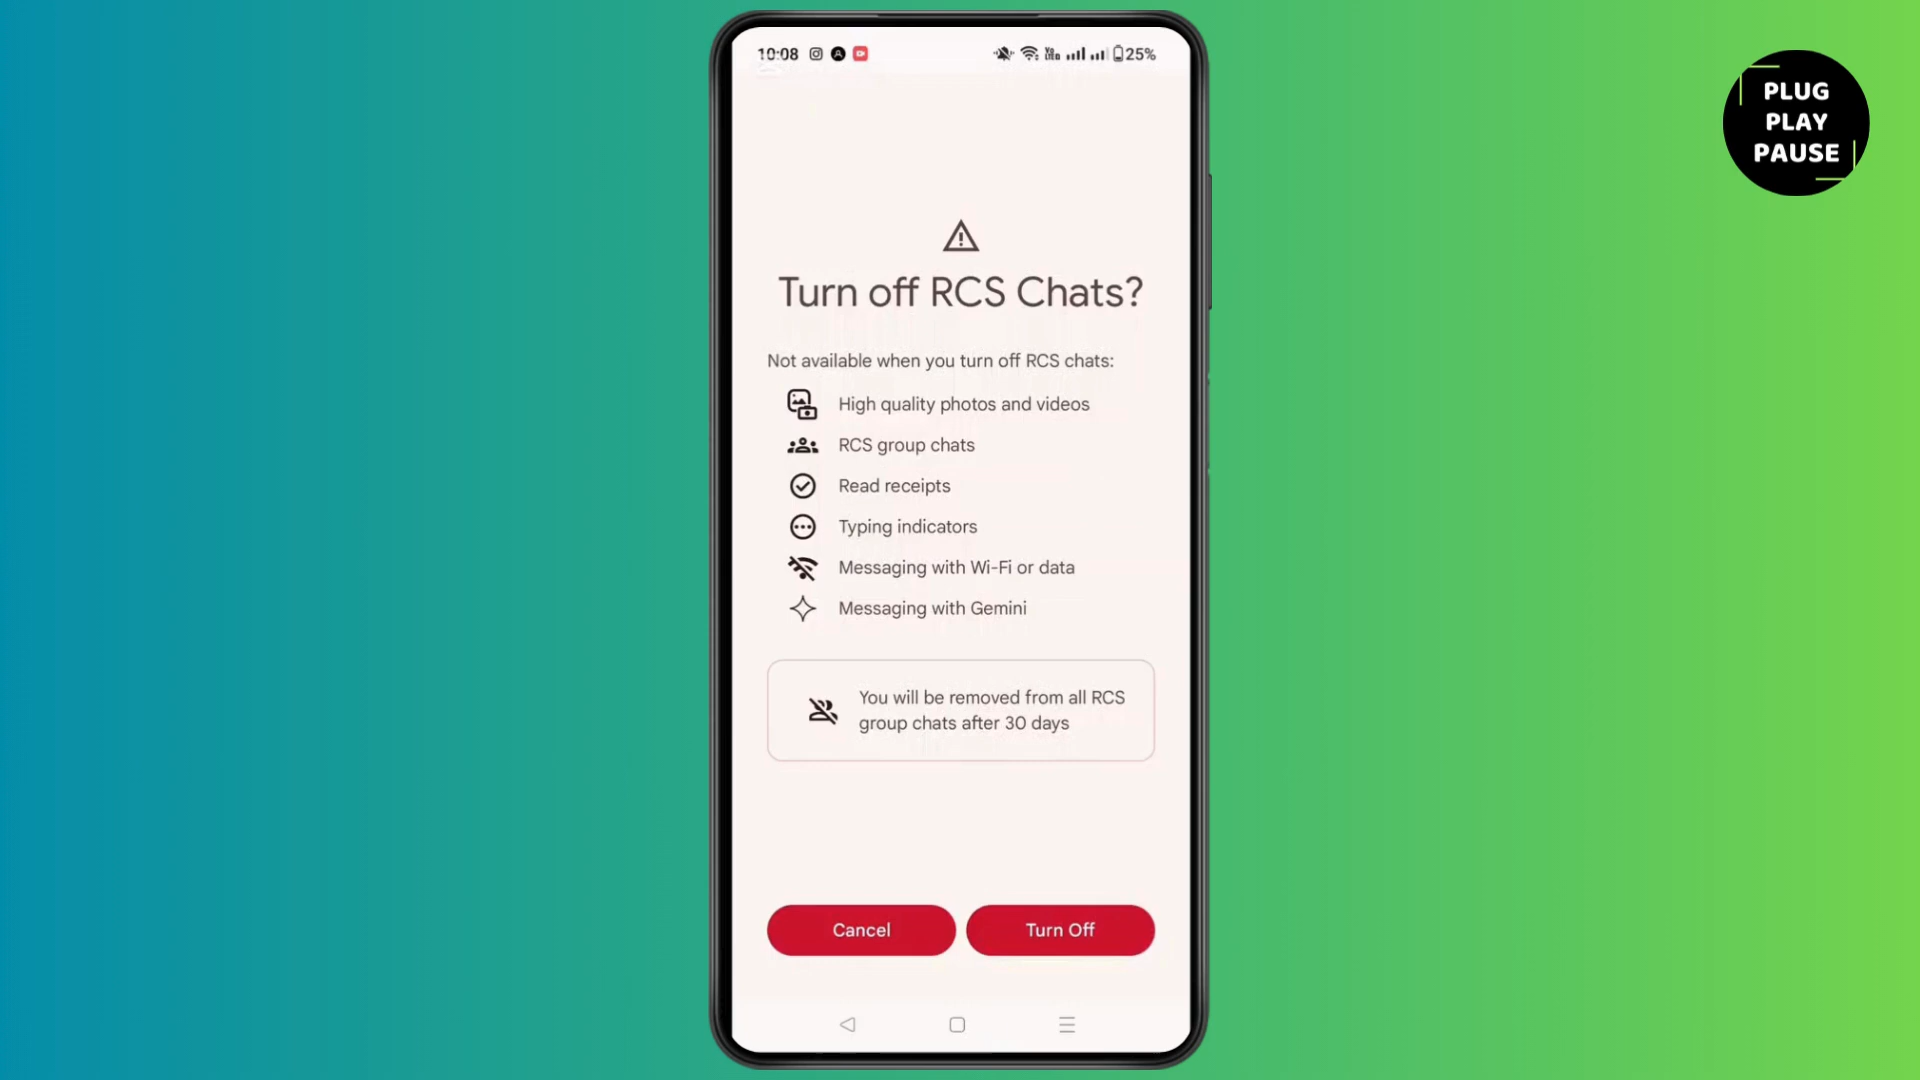 10:08
25%
PLUG
PLAY
PAUSE
Turn off RCS Chats?
Not available when you turn off RCS chats:
High quality photos and videos
RCS group chats
Read receipts
Typing indicators
Messaging with Wi-Fi or data
Messaging with Gemini
You will be removed from all RCS
group chats after 30 days
Cancel
Turn Off